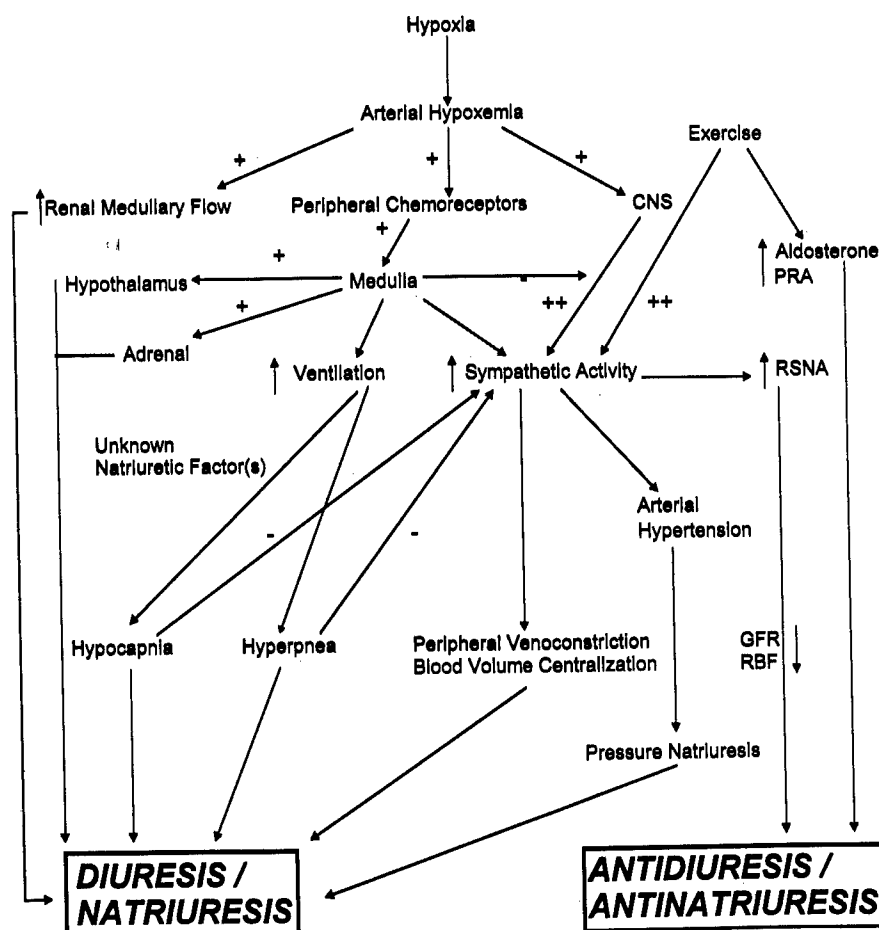 Hypoxia
Arterial Hypoxemia
Exercise
+
+
+
↑ Renal Medullary Flow
Peripheral Chemoreceptors
CNS
+
↑ Aldosterone
PRA
+
Hypothalamus
Medulla
-
+
++
++
Adrenal
↑ Ventilation
↑ Sympathetic Activity
↑ RSNA
Unknown
Natriuretic Factor(s)
Arterial
Hypertension
-
-
Hypocapnia
Hyperpnea
Peripheral Venoconstriction
Blood Volume Centralization
GFR
RBF ↓
Pressure Natriuresis
DIURESIS /
NATRIURESIS
ANTIDIURESIS /
ANTINATRIURESIS